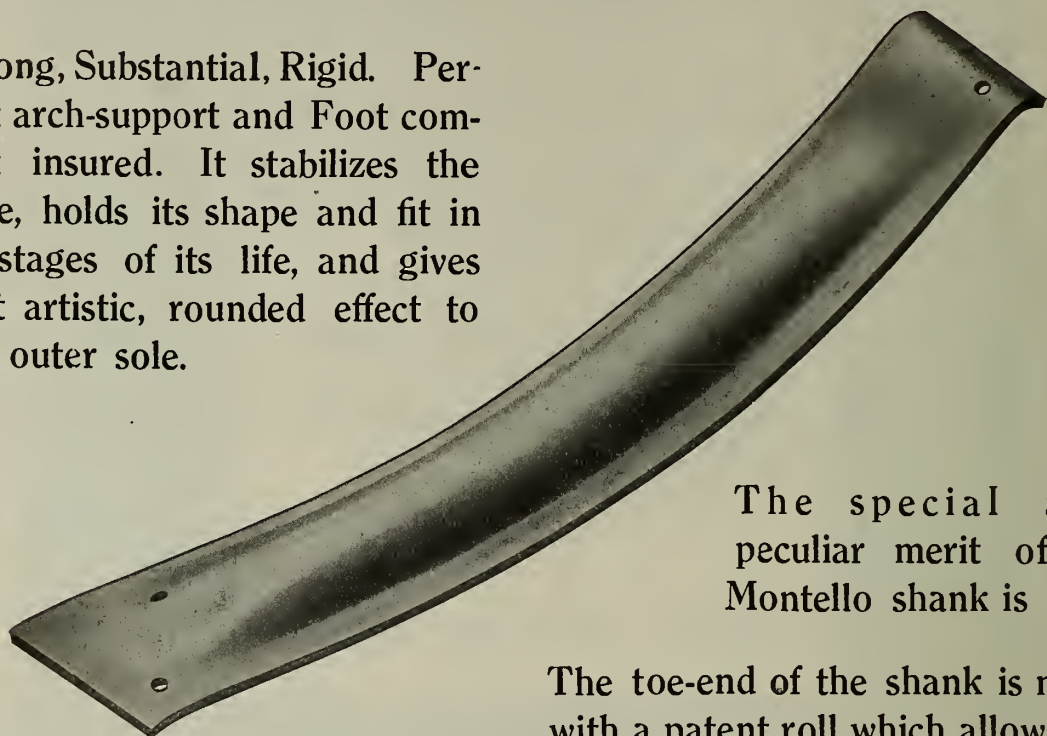 ong, Substantial, Rigid. Per-
arch-support and Foot com-
insured. It stabilizes the
e, holds its shape and fit in
stages of its life, and gives
t artistic, rounded effect to
outer sole.
The special
peculiar merit of
Montello shank is
The toe-end of the shank is
with a patent roll which allow